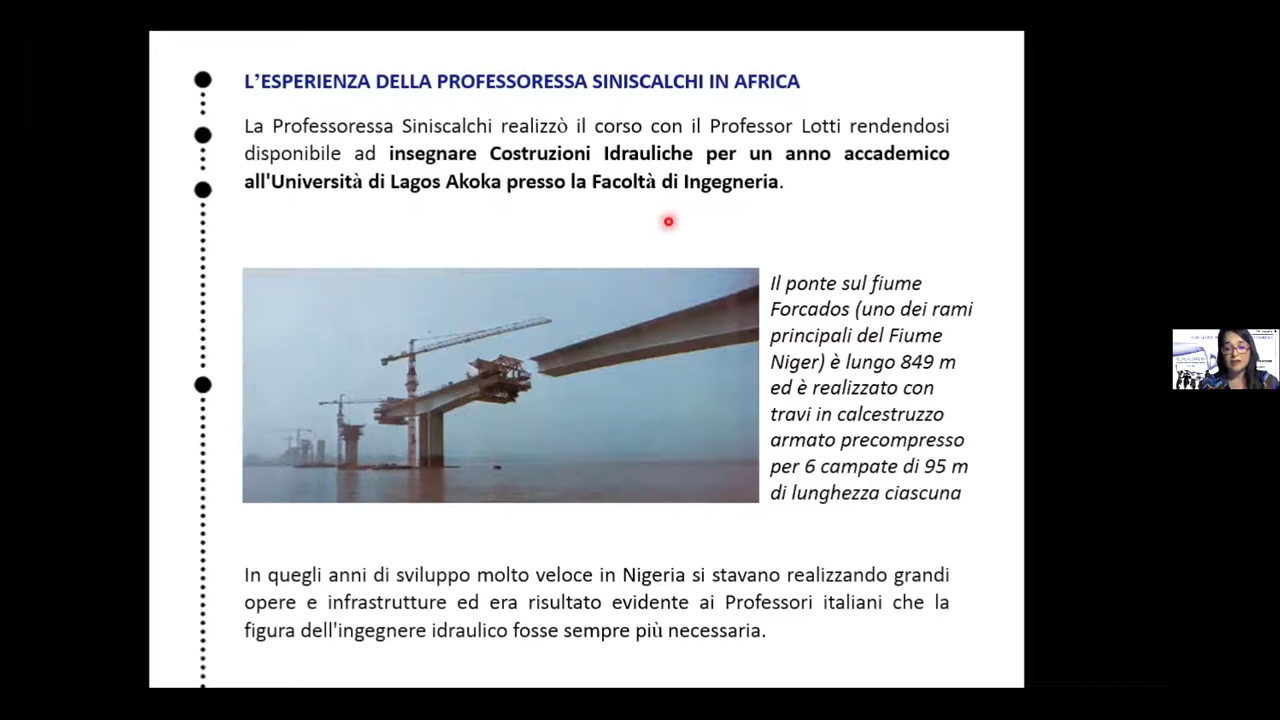 L’ESPERIENZA DELLA PROFESSORESSA SINISCALCHI IN AFRICA
La Professoressa Siniscalchi realizzò il corso con il Professor Lotti rendendosi
disponibile ad insegnare Costruzioni Idrauliche per un anno accademico
all'Università di Lagos Akoka presso la Facoltà di Ingegneria.
Il ponte sul fiume
Forcados (uno dei rami
principali del Fiume
Niger) è lungo 849 m
ed è realizzato con
travi in calcestruzzo
armato precompresso
per 6 campate di 95 m
di lunghezza ciascuna
In quegli anni di sviluppo molto veloce in Nigeria si stavano realizzando grandi
opere e infrastrutture ed era risultato evidente ai Professori italiani che la
figura dell'ingegnere idraulico fosse sempre più necessaria.